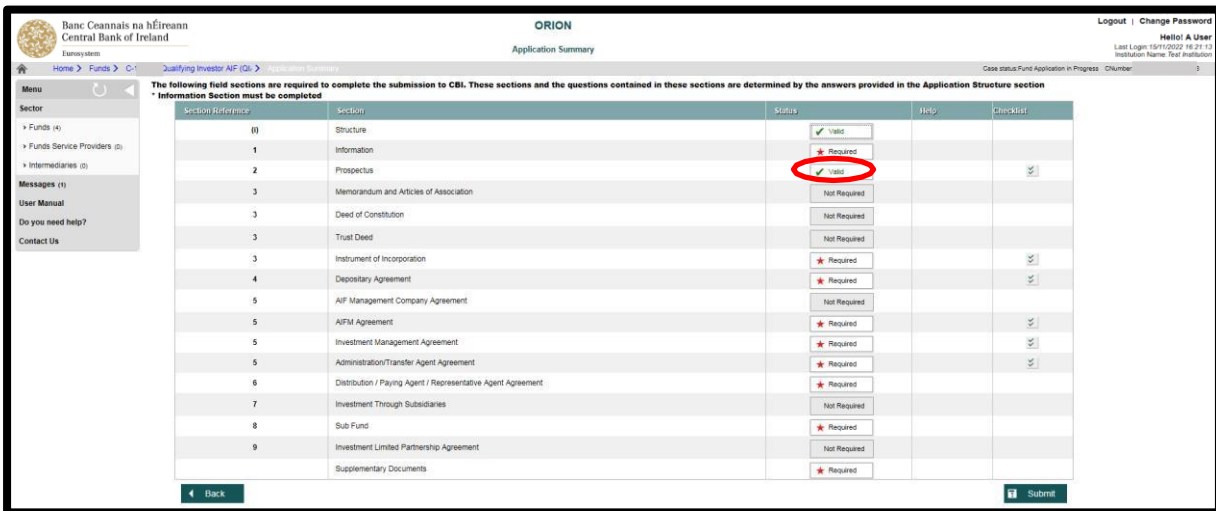 Banc Ceannais na hÉireann
Central Bank of Ireland
Eurosystem
ORION
Application Summary
Logout | Change Password
Hello! A User
Last Login: 15/11/2022 16:21:13
Institution Name: Test Institution
Home > Funds > C-1 Qualifying Investor AIF (QI > Application Summary
Case status: Fund Application in Progress CNumber:
The following field sections are required to complete the submission to CBI. These sections and the questions contained in these sections are determined by the answers provided in the Application Structure section
* Information Section must be completed
Menu
Sector
Funds (4)
Funds Service Providers (0)
Intermediaries (0)
Messages (1)
User Manual
Do you need help?
Contact Us
Section Reference Section Status Help Checklist
(i) Structure Valid
1 Information Required
2 Prospectus Valid
3 Memorandum and Articles of Association Not Required
3 Deed of Constitution Not Required
3 Trust Deed Not Required
3 Instrument of Incorporation Required
4 Depositary Agreement Required
5 AIF Management Company Agreement Not Required
5 AIFM Agreement Required
5 Investment Management Agreement Required
5 Administration/Transfer Agent Agreement Required
6 Distribution / Paying Agent / Representative Agent Agreement Required
7 Investment Through Subsidiaries Not Required
8 Sub Fund Required
9 Investment Limited Partnership Agreement Not Required
Supplementary Documents Required
Back
Submit